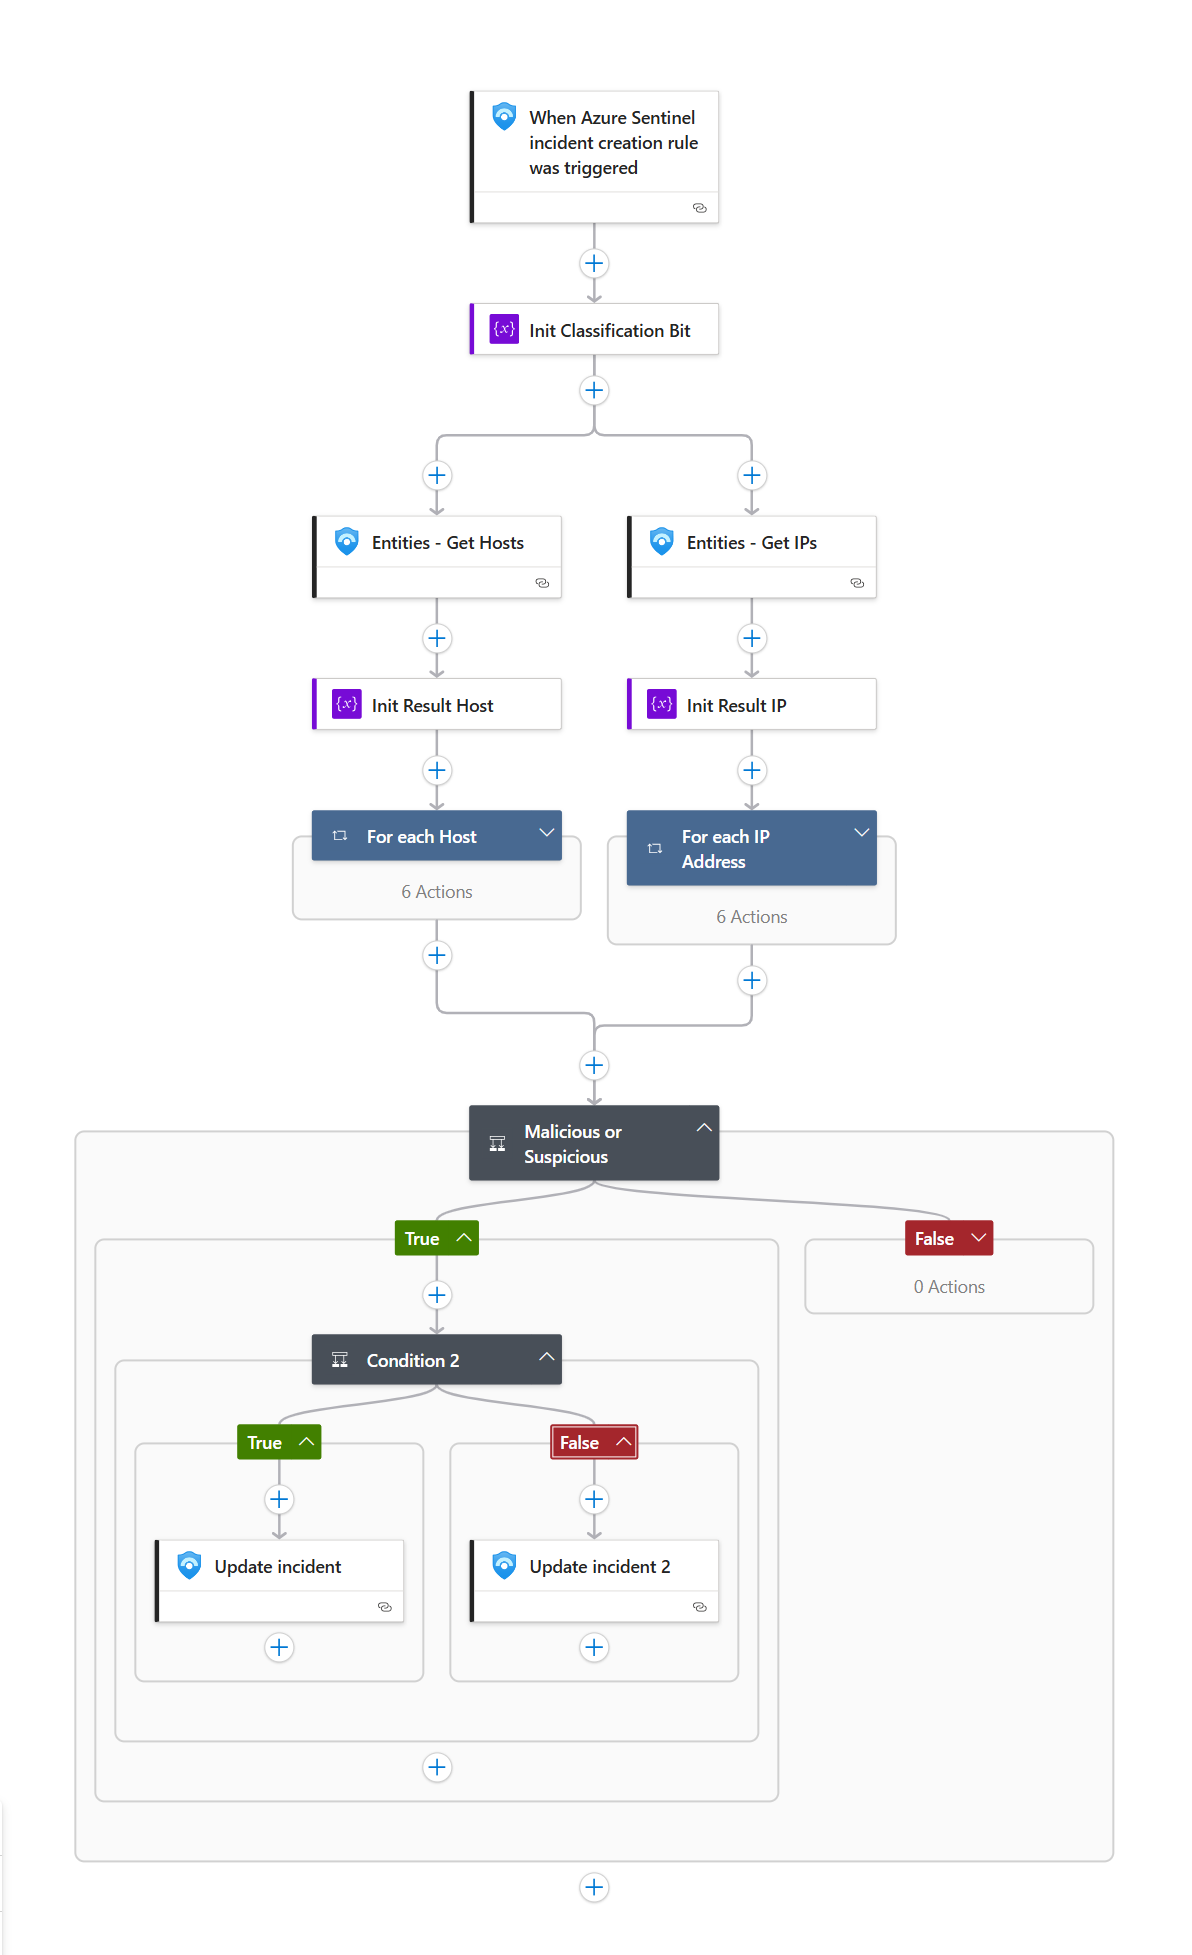 When Azure Sentinel
incident creation rule
was triggered
{x} Init Classification Bit
Entities - Get Hosts
Entities - Get IPs
{x} Init Result Host
{x} Init Result IP
For each Host
6 Actions
For each IP
Address
6 Actions
Malicious or
Suspicious
True
False
0 Actions
Condition 2
True
False
Update incident
Update incident 2